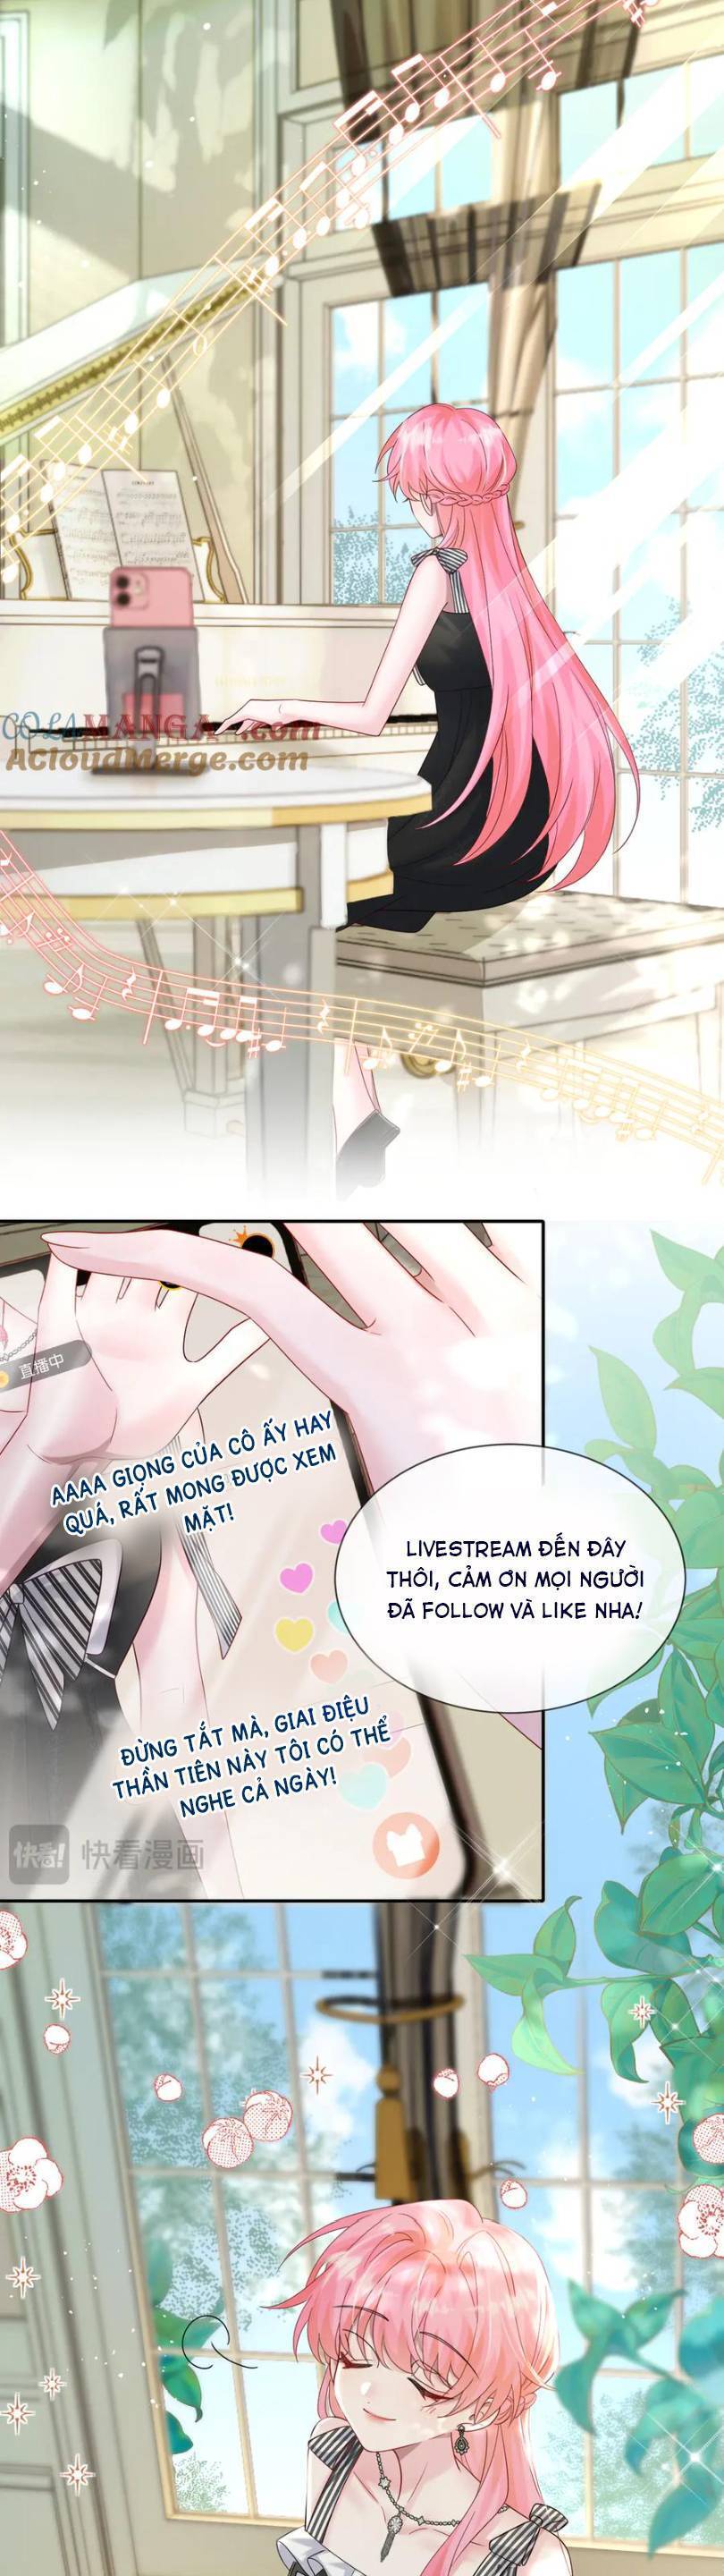 COLAMANGA.com
AcloudMerge.com
直播中
AAAA GIỌNG CỦA CÔ ẤY HAY
QUÁ, RẤT MONG ĐƯỢC XEM
MẶT!
LIVESTREAM ĐẾN ĐÂY
THÔI, CẢM ƠN MỌI NGƯỜI
ĐÃ FOLLOW VÀ LIKE NHA!
ĐỪNG TẮT MÀ, GIAI ĐIỆU
THẦN TIÊN NÀY TÔI CÓ THỂ
NGHE CẢ NGÀY!
快看! 快看漫画